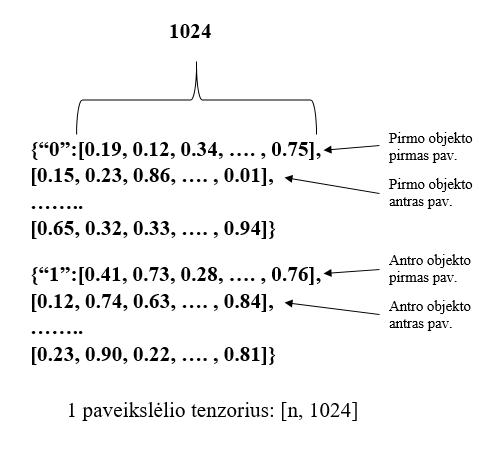 1024
{“0”:[0.19, 0.12, 0.34, …. , 0.75],
Pirmo objekto
pirmas pav.
[0.15, 0.23, 0.86, …. , 0.01],
Pirmo objekto
antras pav.
……..
[0.65, 0.32, 0.33, …. , 0.94]}
{“1”:[0.41, 0.73, 0.28, …. , 0.76],
Antro objekto
pirmas pav.
[0.12, 0.74, 0.63, …. , 0.84],
Antro objekto
antras pav.
……..
[0.23, 0.90, 0.22, …. , 0.81]}
1 paveikslėlio tenzorius: [n, 1024]